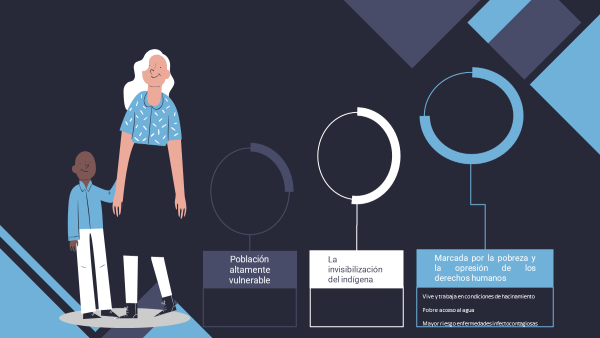 Población
altamente
vulnerable
La
invisibilización
del indígena
Marcada por la pobreza y
la opresión de los
derechos humanos
Vive y trabaja en condiciones de hacinamiento
Pobre acceso al agua
Mayor riesgo enfermedades infectocontagiosas